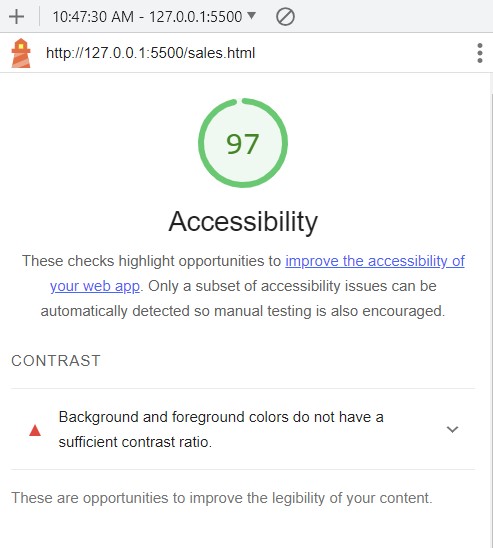 10:47:30 AM - 127.0.0.1:5500
http://127.0.0.1:5500/sales.html
97
Accessibility
These checks highlight opportunities to improve the accessibility of
your web app. Only a subset of accessibility issues can be
automatically detected so manual testing is also encouraged.
CONTRAST
Background and foreground colors do not have a
sufficient contrast ratio.
These are opportunities to improve the legibility of your content.